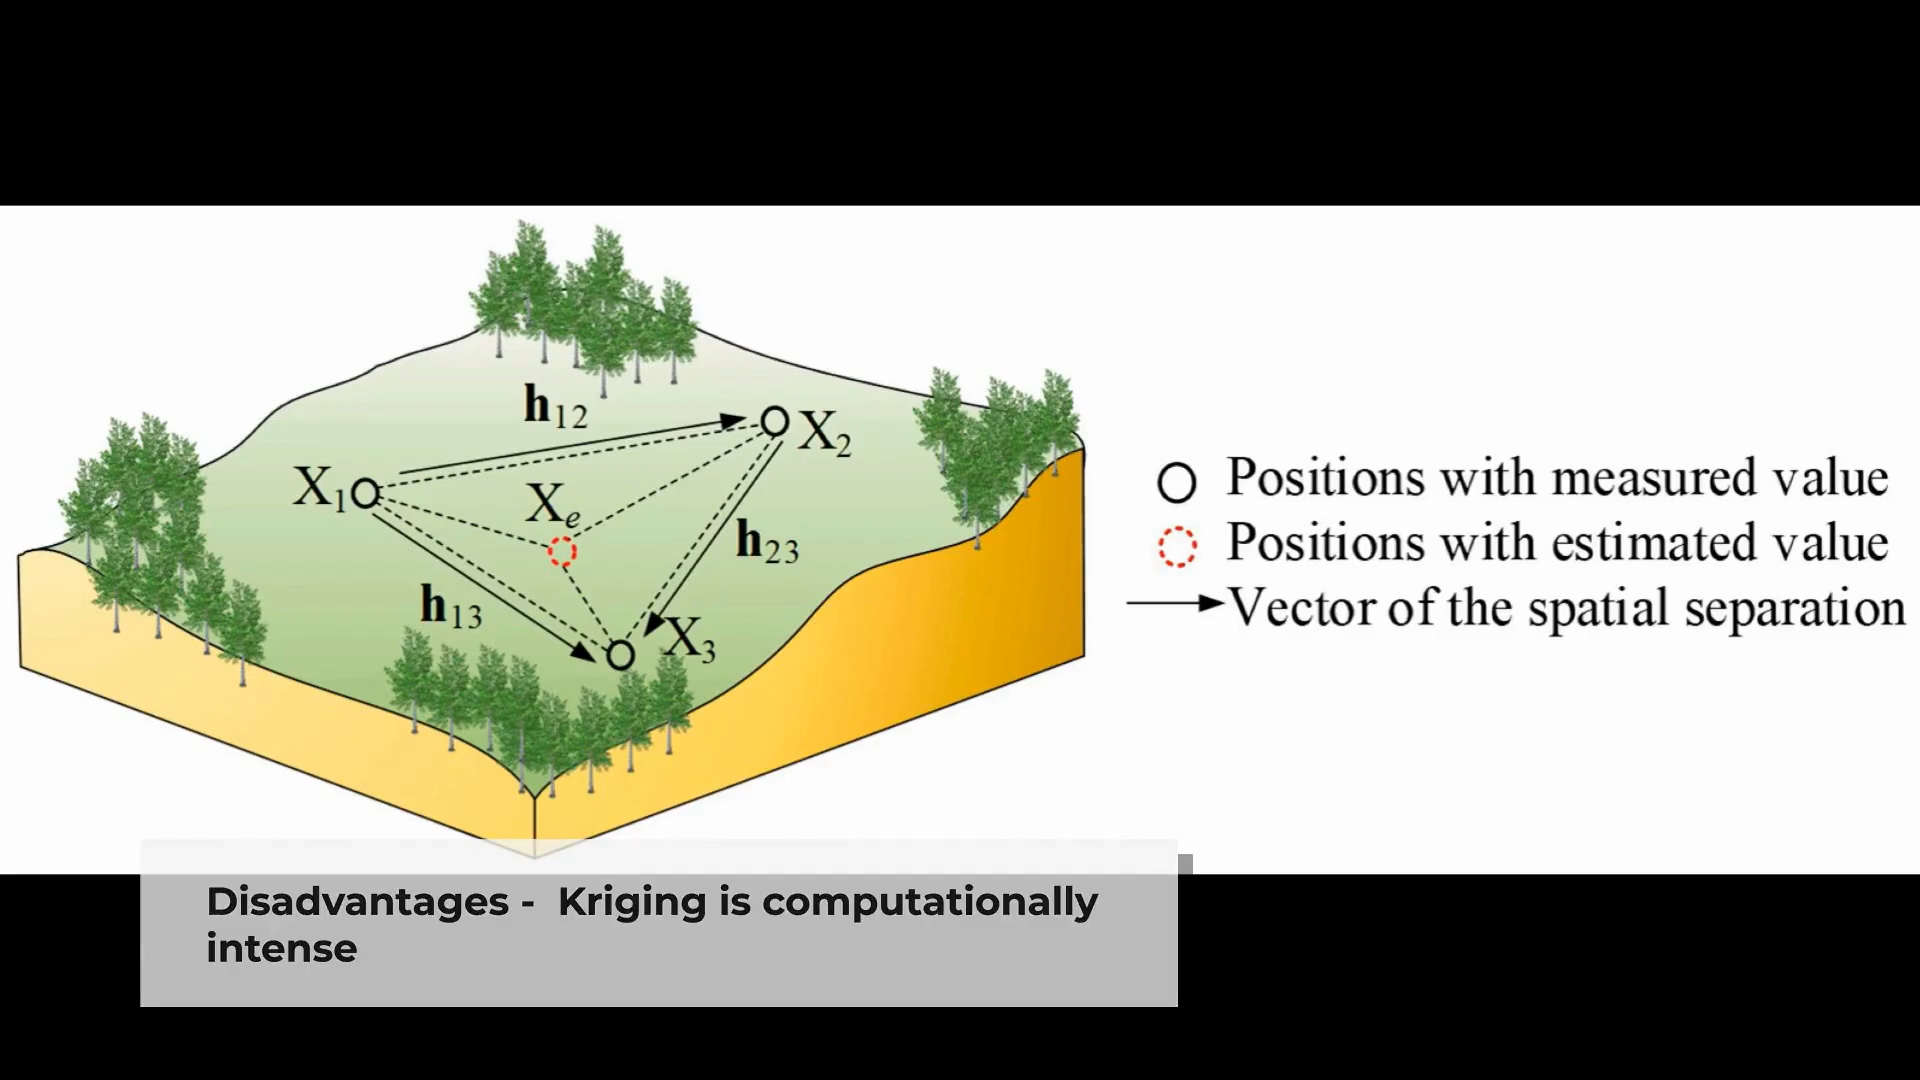 h₁₂
X₂
X₁
Xₑ
h₂₃
h₁₃
X₃
Positions with measured value
Positions with estimated value
Vector of the spatial separation
Disadvantages -  Kriging is computationally
intense